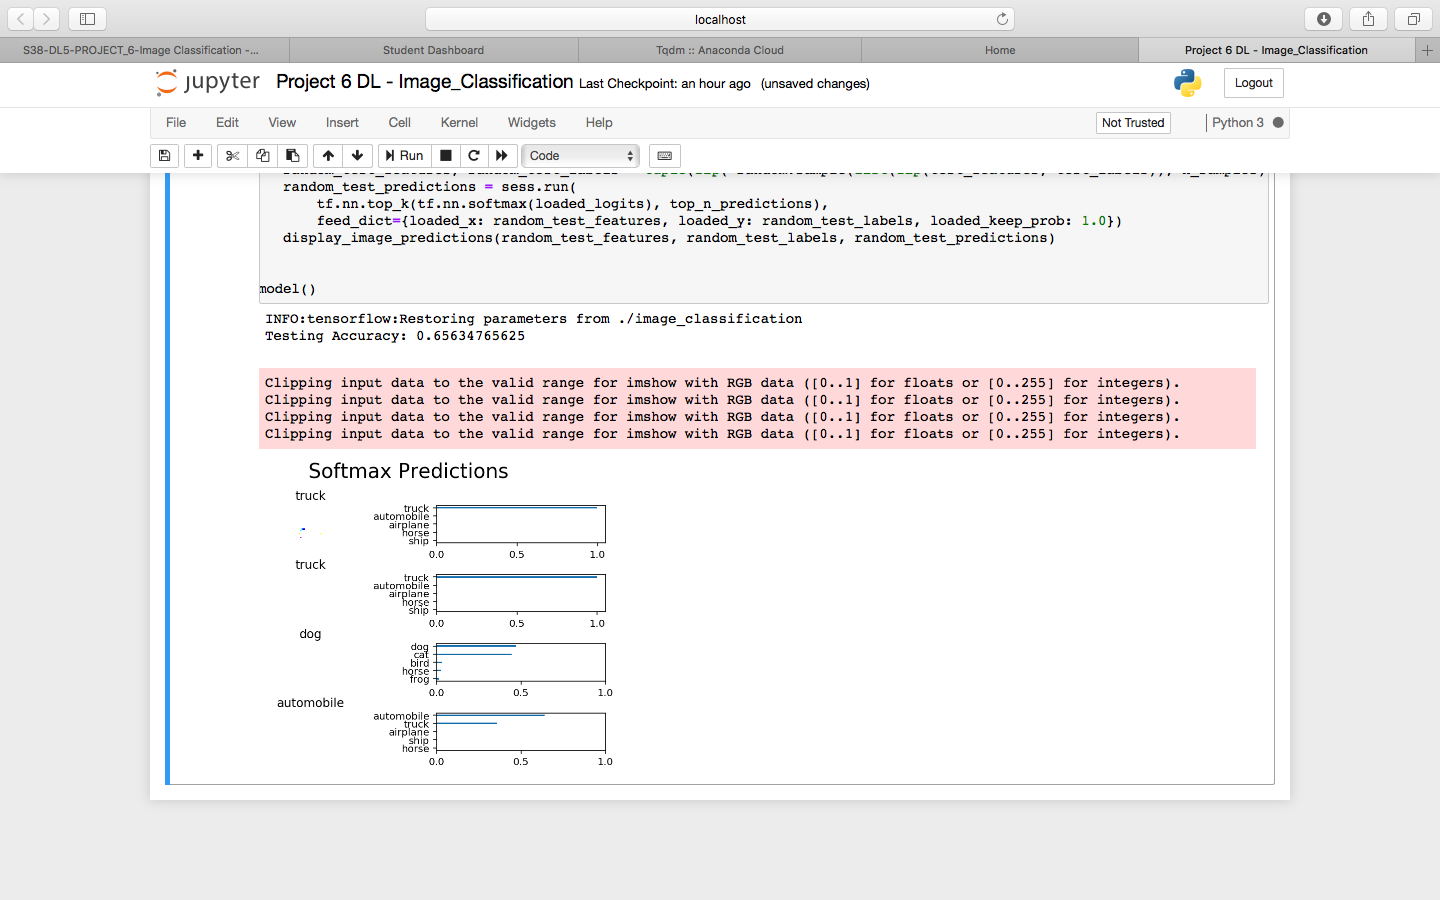 localhost
S38-DL5-PROJECT_6-Image Classification -...
Student Dashboard
Tqdm :: Anaconda Cloud
Home
Project 6 DL - Image_Classification
jupyter Project 6 DL - Image_Classification Last Checkpoint: an hour ago (unsaved changes)
Logout
File Edit View Insert Cell Kernel Widgets Help
Not Trusted
Python 3
Run
Code
random_test_predictions = sess.run(
tf.nn.top_k(tf.nn.softmax(loaded_logits), top_n_predictions),
feed_dict={loaded_x: random_test_features, loaded_y: random_test_labels, loaded_keep_prob: 1.0})
display_image_predictions(random_test_features, random_test_labels, random_test_predictions)
model()
INFO:tensorflow:Restoring parameters from ./image_classification
Testing Accuracy: 0.65634765625
Clipping input data to the valid range for imshow with RGB data ([0..1] for floats or [0..255] for integers).
Clipping input data to the valid range for imshow with RGB data ([0..1] for floats or [0..255] for integers).
Clipping input data to the valid range for imshow with RGB data ([0..1] for floats or [0..255] for integers).
Clipping input data to the valid range for imshow with RGB data ([0..1] for floats or [0..255] for integers).
Softmax Predictions
truck
truck
automobile
airplane
horse
ship
0.0 0.5 1.0
truck
truck
automobile
airplane
horse
ship
0.0 0.5 1.0
dog
dog
cat
bird
horse
frog
0.0 0.5 1.0
automobile
automobile
truck
airplane
ship
horse
0.0 0.5 1.0